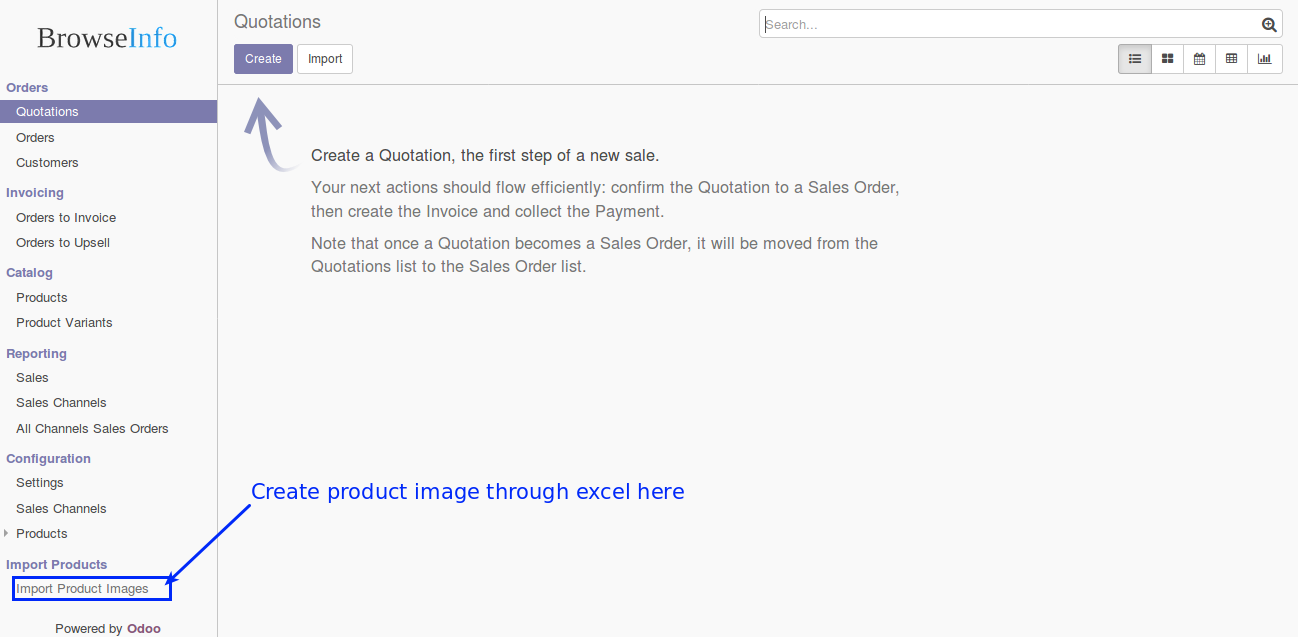 BrowseInfo
Orders
Quotations
Orders
Customers
Invoicing
Orders to Invoice
Orders to Upsell
Catalog
Products
Product Variants
Reporting
Sales
Sales Channels
All Channels Sales Orders
Configuration
Settings
Sales Channels
Products
Import Products
Import Product Images
Powered by Odoo
Quotations
Search...
Create
Import
Create a Quotation, the first step of a new sale.
Your next actions should flow efficiently: confirm the Quotation to a Sales Order,
then create the Invoice and collect the Payment.
Note that once a Quotation becomes a Sales Order, it will be moved from the
Quotations list to the Sales Order list.
Create product image through excel here